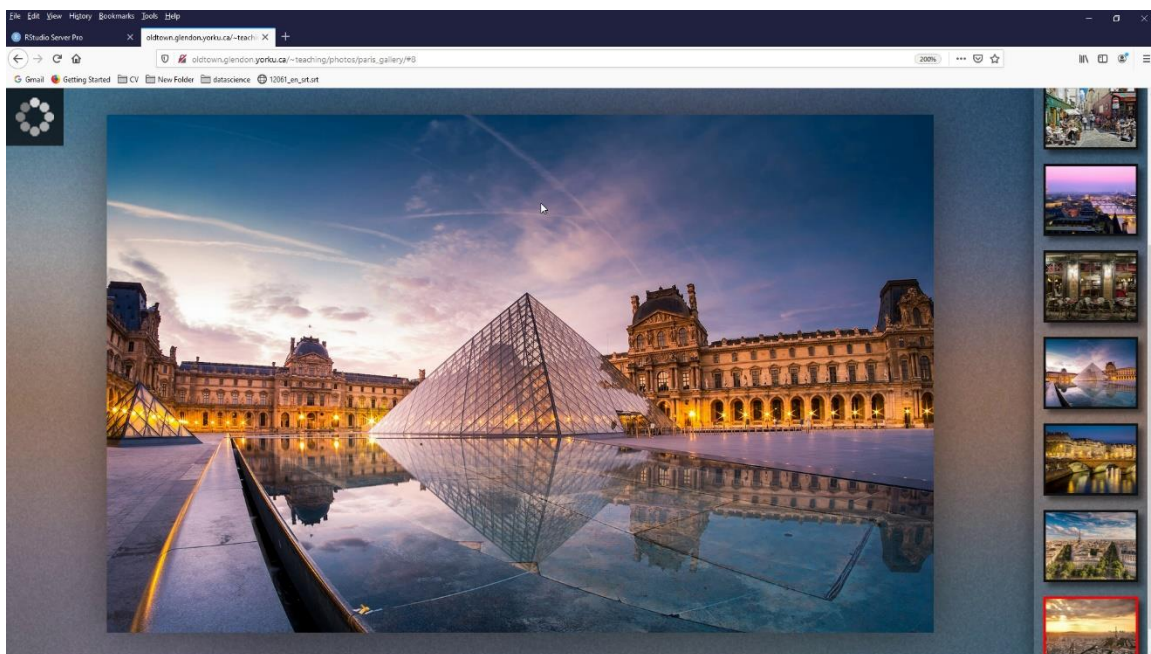 File Edit View History Bookmarks Tools Help
RStudio Server Pro oldtown.glendon.yorku.ca/~teachi
oldtown.glendon.yorku.ca/~teaching/photos/paris_gallery/#8 200%
Gmail Getting Started CV New Folder datascience 12061_en_srt.srt